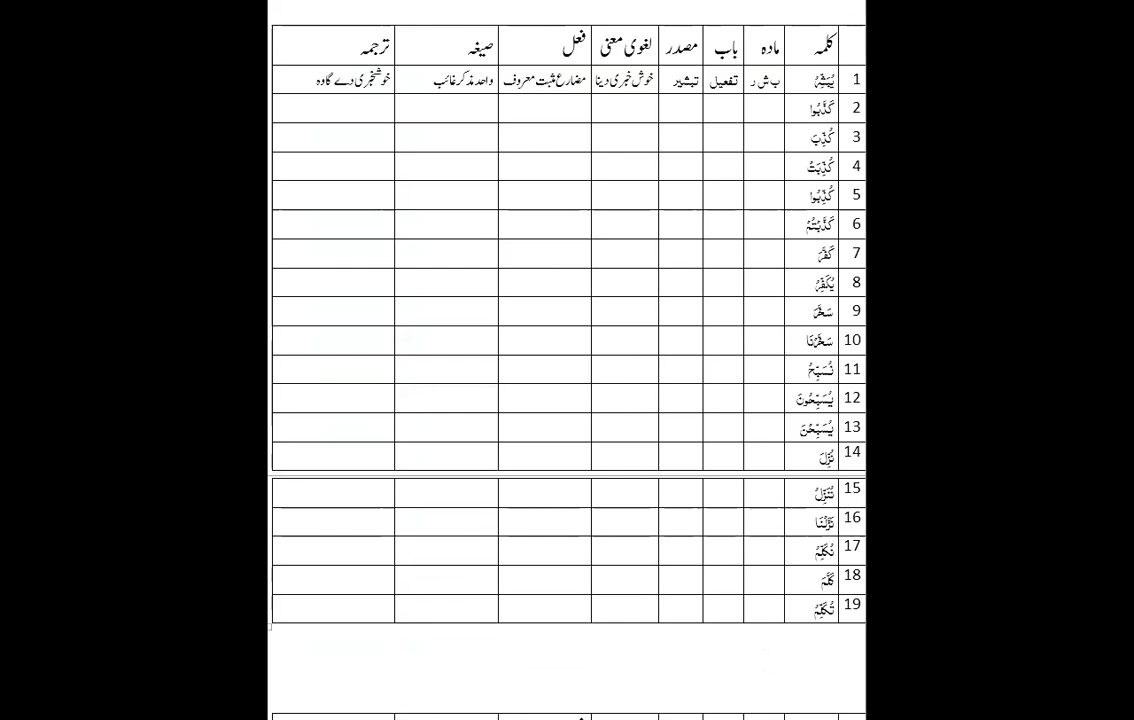 کلمہ مادہ باب مصدر لغوی معنی فعل صیغہ ترجمہ
1 یُبَشِّرُ ب ش ر تفعیل تبشیر خوش خبری دینا مضارع مثبت معروف واحد مذکر غائب خوشخبری دے گا وہ
2 کَذَّبُوا
3 کُذِّبَ
4 کُذِّبَتْ
5 کُذِّبُوا
6 کَذَّبْتُمْ
7 کَفَّرَ
8 یُکَفِّرُ
9 سَخَّرَ
10 سَخَّرْنَا
11 نُسَبِّحُ
12 یُسَبِّحُونَ
13 یُسَبِّحْنَ
14 نُزِّلَ
15 نُنَزِّلُ
16 نَزَّلْنَا
17 نُکَلِّمُ
18 کَلَّمَ
19 تُکَلِّمُ